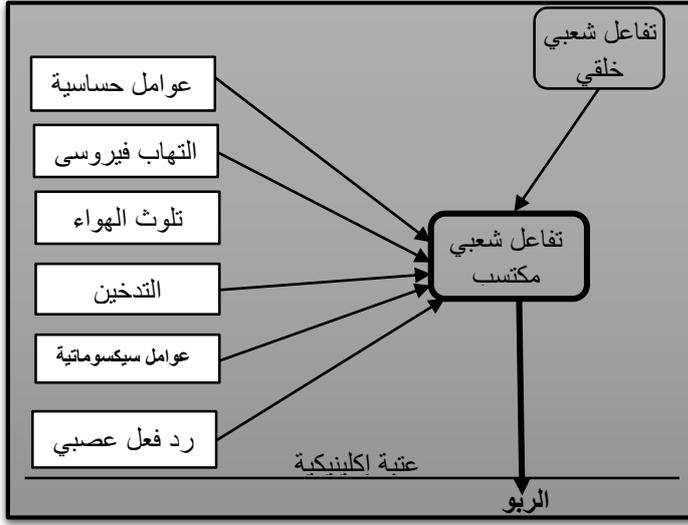 تفاعل شعبي
خلقي
عوامل حساسية
التهاب فيروسى
تلوث الهواء
تفاعل شعبي
مكتسب
التدخين
عوامل سيكسوماتية
رد فعل عصبي
عتبة إكلينيكية
الربو